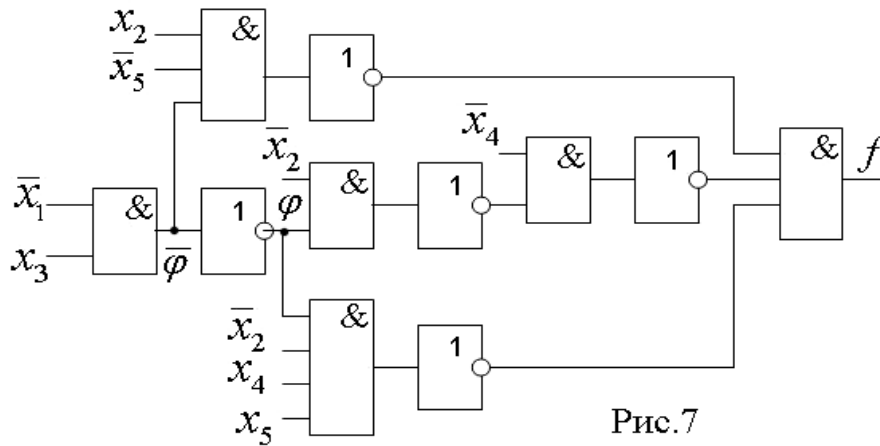 x₂
&
x̄₅
1
x̄₄
&
f
x̄₂
&
1
&
1
x̄₁
&
1
φ̄
x₃
φ̄
&
x̄₂
1
x₄
x₅
Рис.7